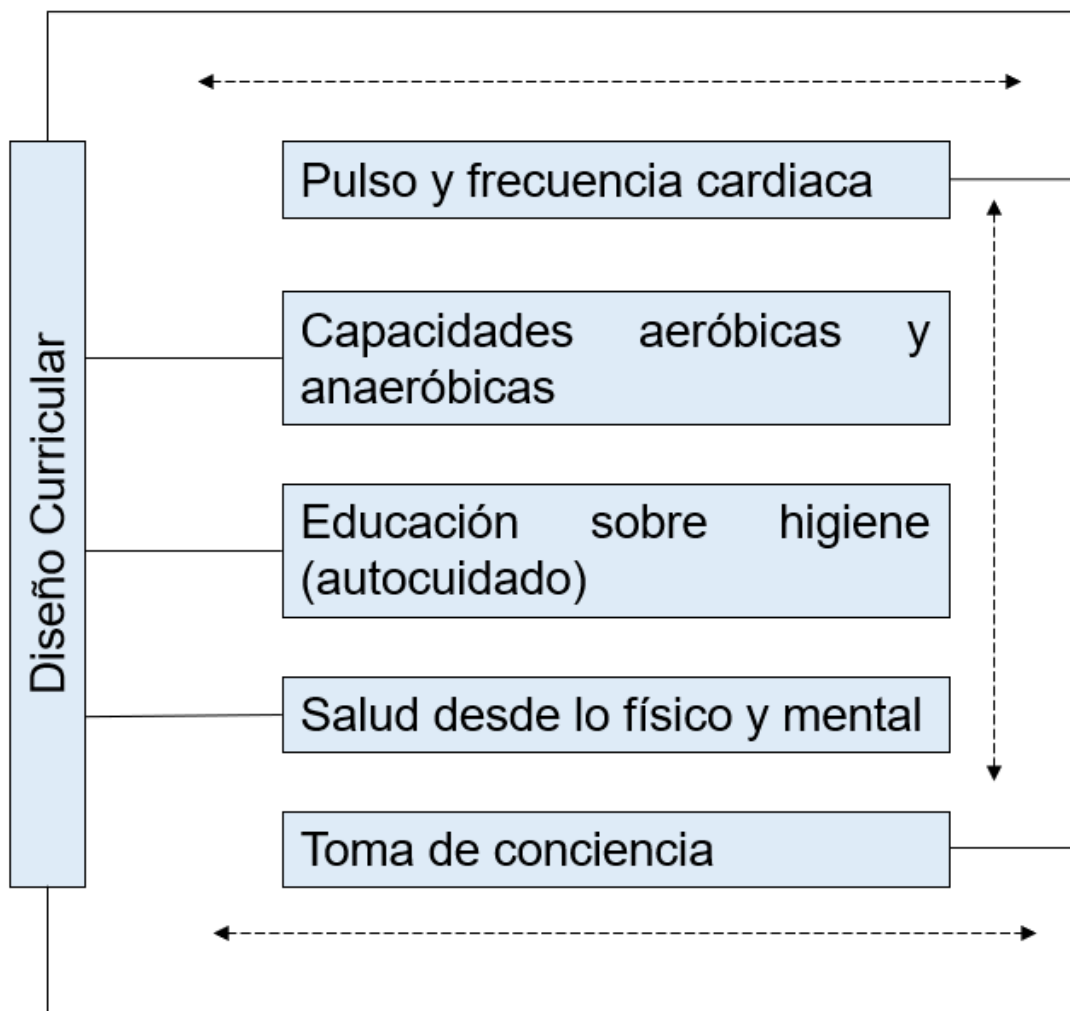 Diseño Curricular
Pulso y frecuencia cardiaca
Capacidades aeróbicas y
anaeróbicas
Educación sobre higiene
(autocuidado)
Salud desde lo físico y mental
Toma de conciencia